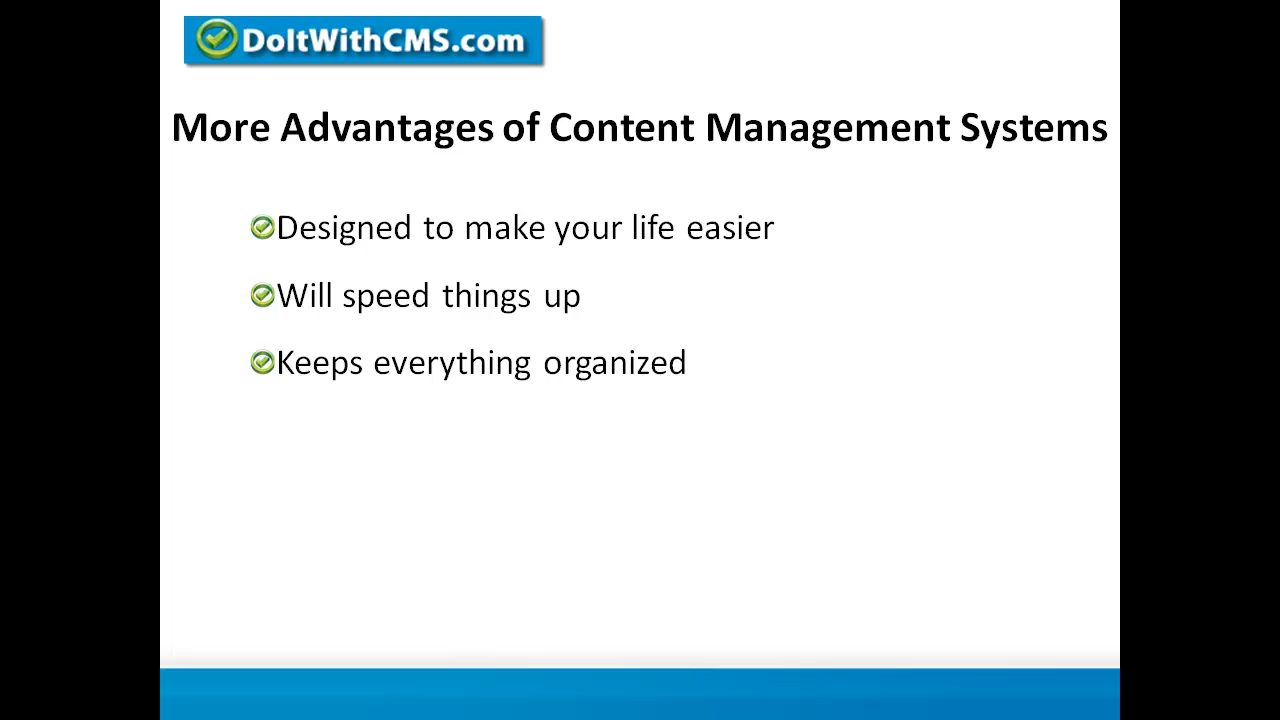 DoItWithCMS.com
More Advantages of Content Management Systems
Designed to make your life easier
Will speed things up
Keeps everything organized